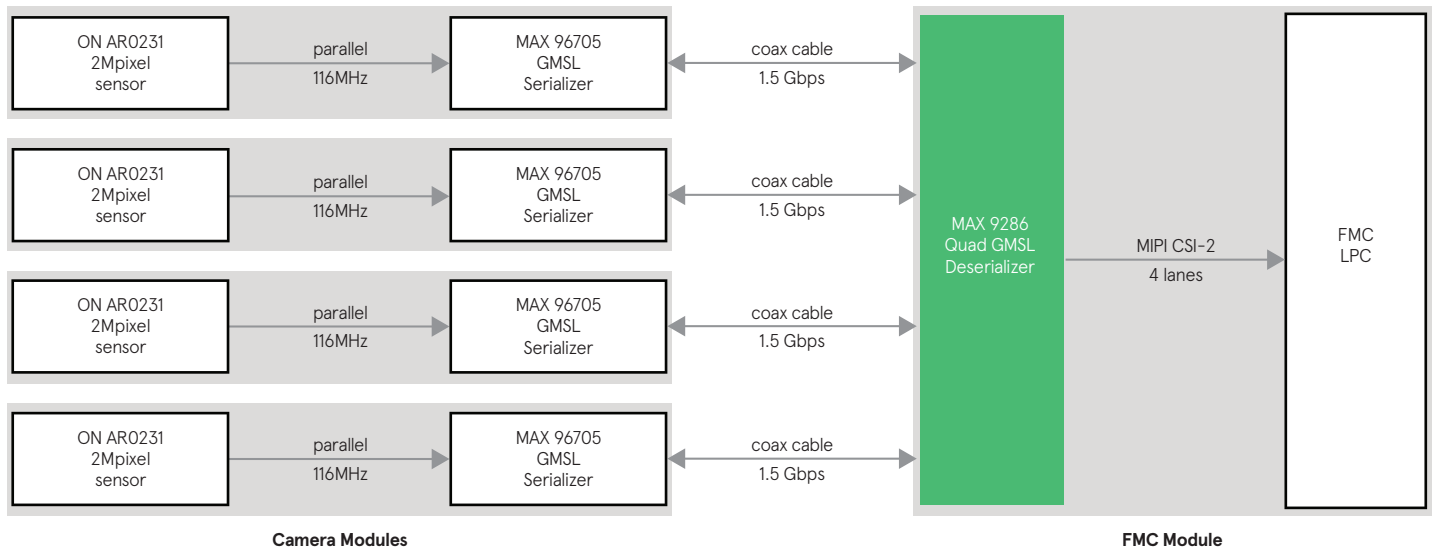 ON AR0231
2Mpixel
sensor
parallel
116MHz
MAX 96705
GMSL
Serializer
coax cable
1.5 Gbps
ON AR0231
2Mpixel
sensor
parallel
116MHz
MAX 96705
GMSL
Serializer
coax cable
1.5 Gbps
ON AR0231
2Mpixel
sensor
parallel
116MHz
MAX 96705
GMSL
Serializer
coax cable
1.5 Gbps
ON AR0231
2Mpixel
sensor
parallel
116MHz
MAX 96705
GMSL
Serializer
coax cable
1.5 Gbps
MAX 9286
Quad GMSL
Deserializer
MIPI CSI-2
4 lanes
FMC
LPC
Camera Modules
FMC Module